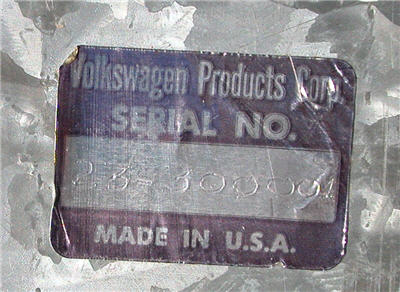 Volkswagen Products Corp
SERIAL NO.
23-300001
MADE IN U.S.A.